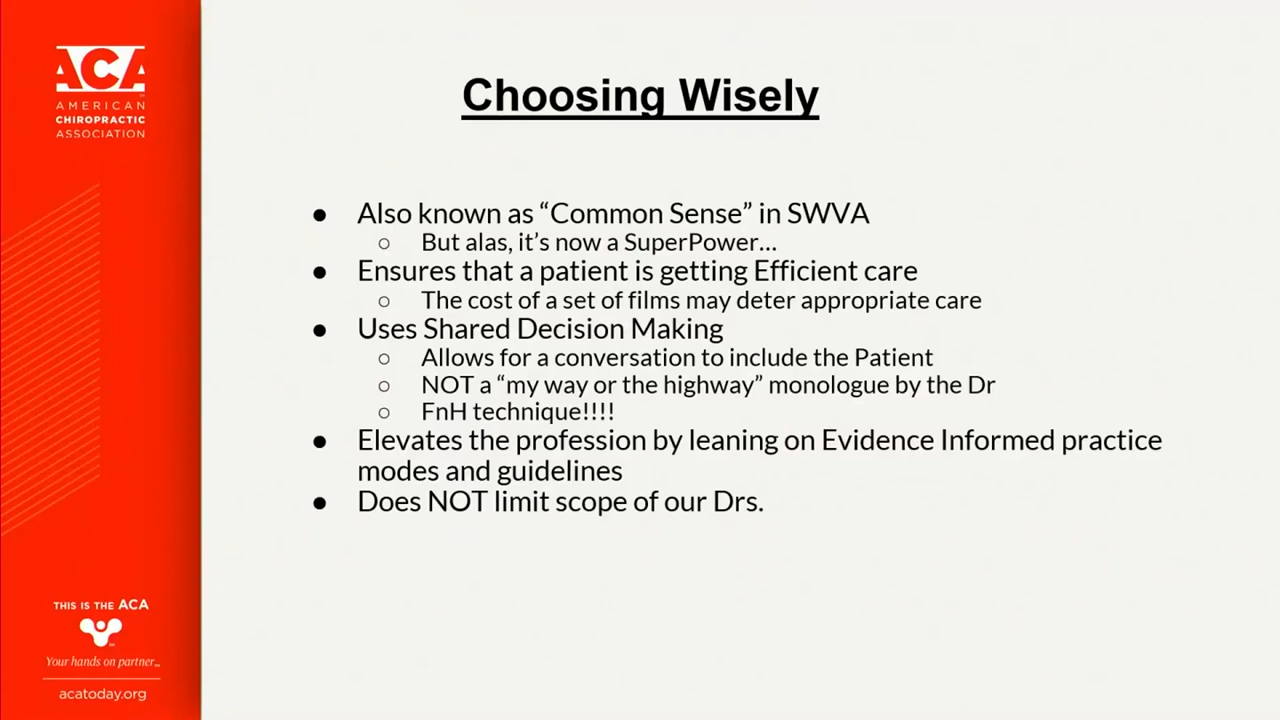 ACA
AMERICAN
CHIROPRACTIC
ASSOCIATION
Choosing Wisely
● Also known as “Common Sense” in SWVA
○ But alas, it’s now a SuperPower...
● Ensures that a patient is getting Efficient care
○ The cost of a set of films may deter appropriate care
● Uses Shared Decision Making
○ Allows for a conversation to include the Patient
○ NOT a “my way or the highway” monologue by the Dr
○ FnH technique!!!!
● Elevates the profession by leaning on Evidence Informed practice
modes and guidelines
● Does NOT limit scope of our Drs.
THIS IS THE ACA
Your hands on partner...
acatoday.org